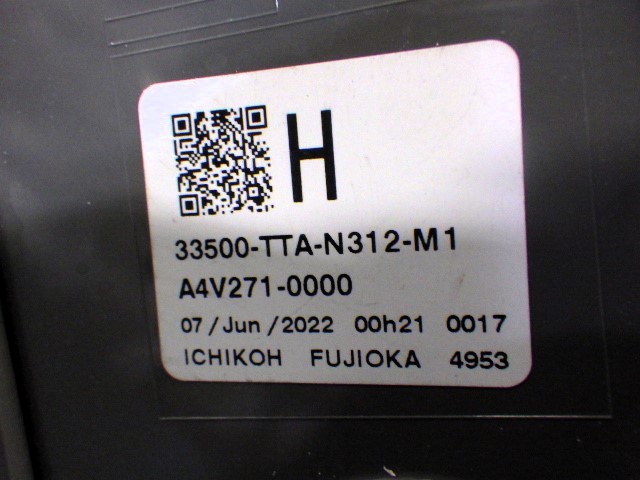 H
33500-TTA-N312-M1
A4V271-0000
07/Jun/2022 00h21 0017
ICHIKOH FUJIOKA 4953